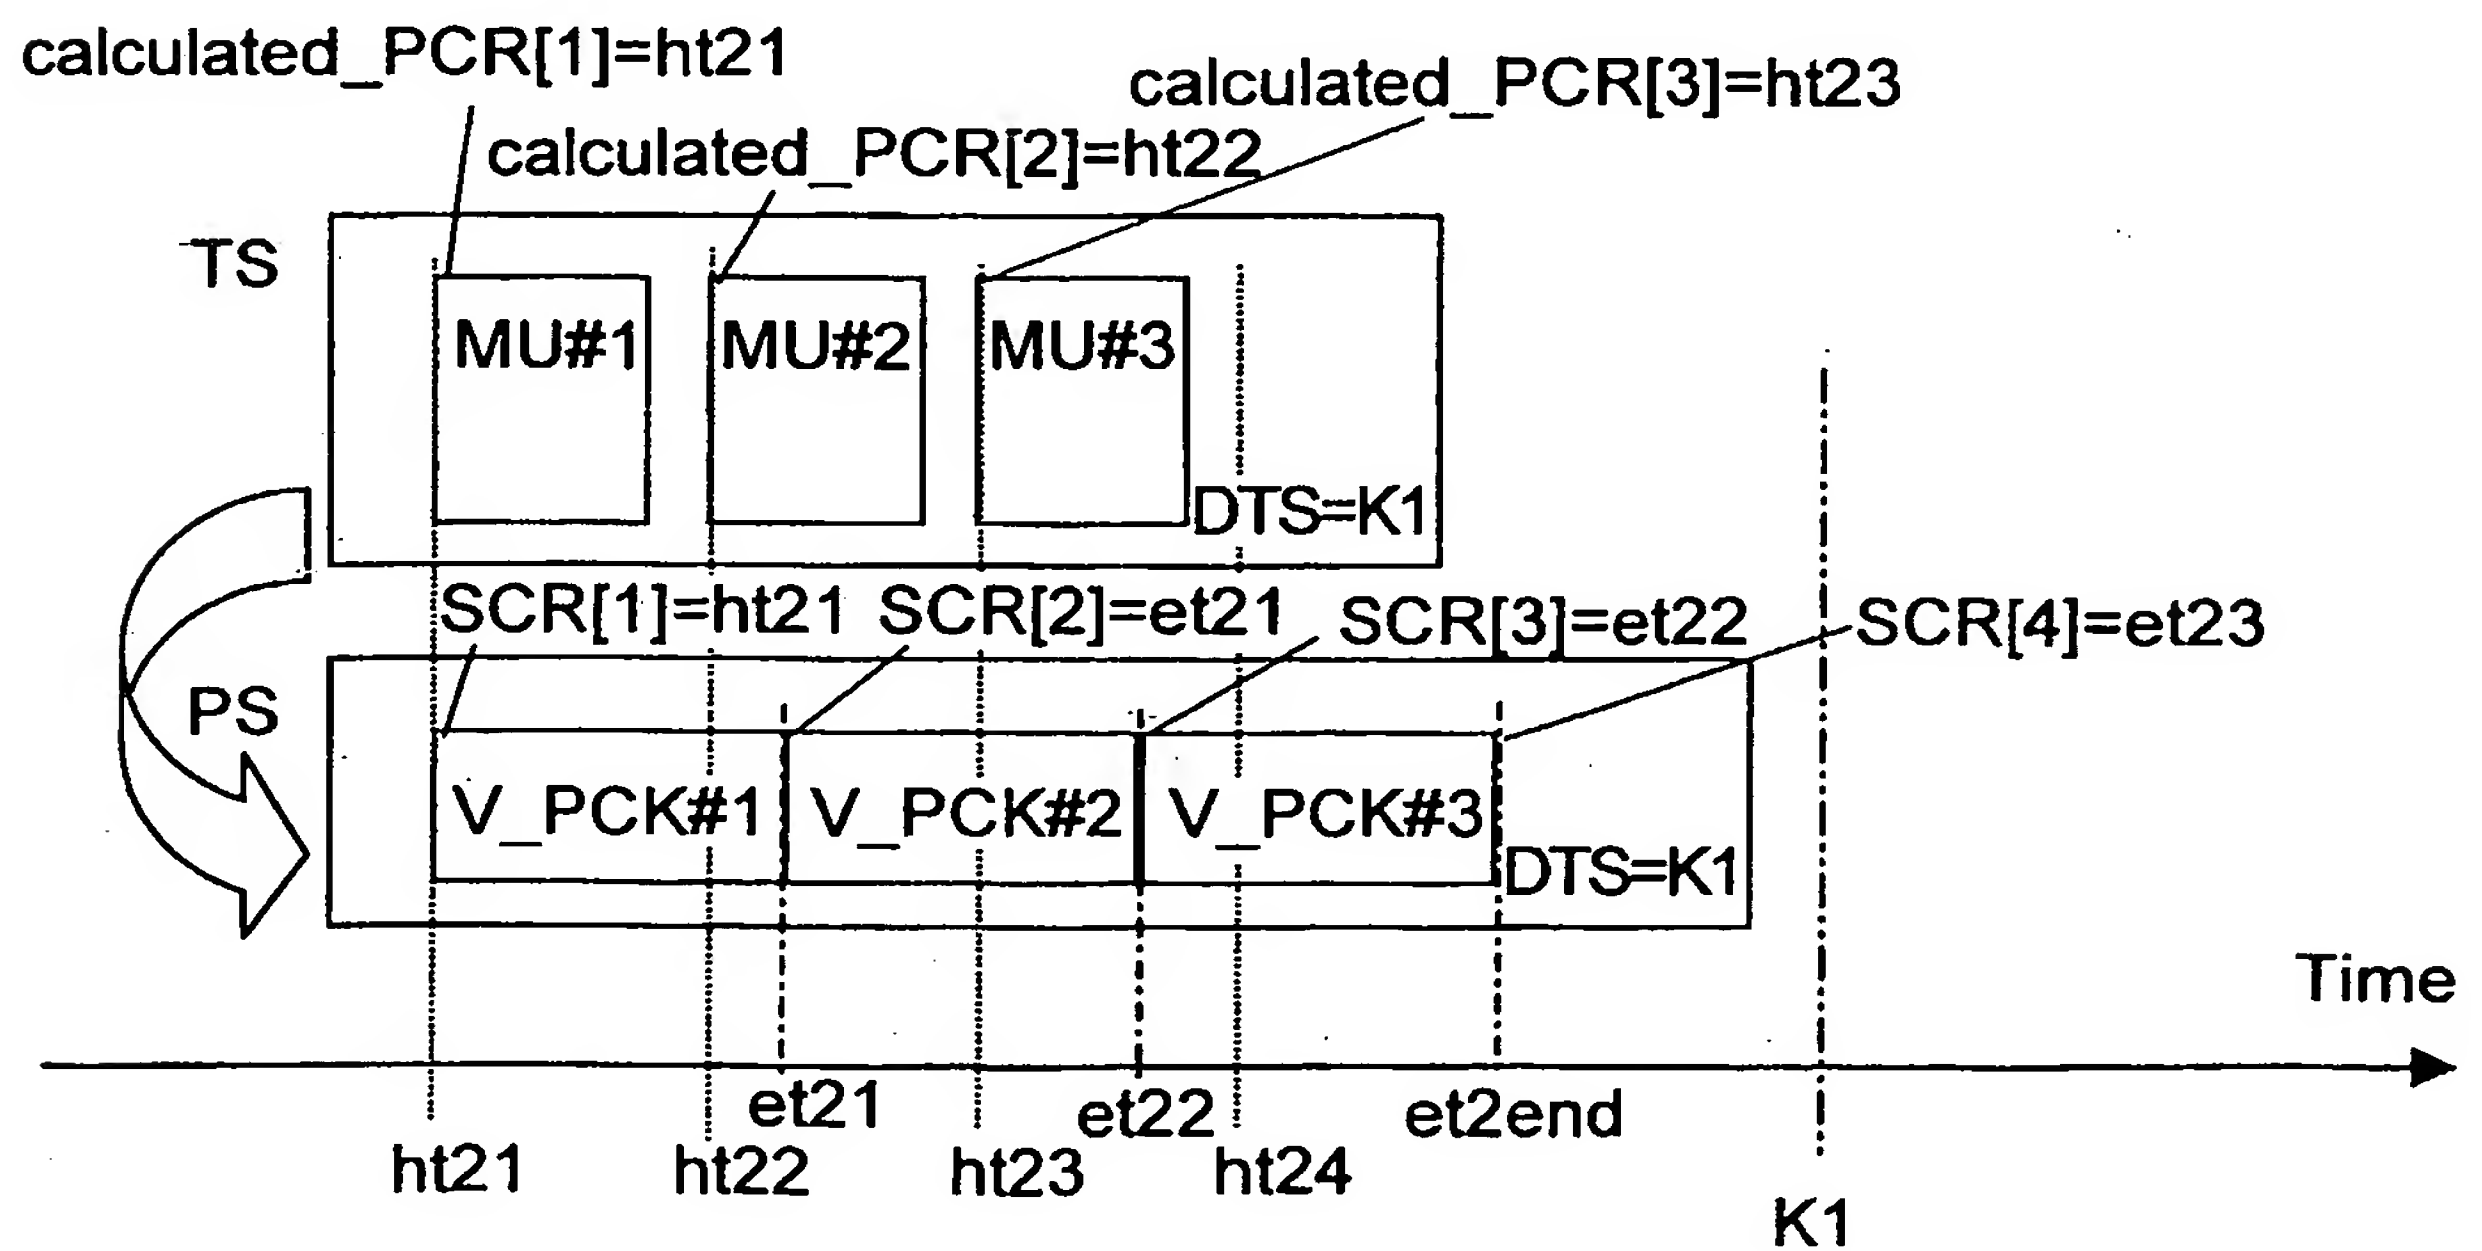 calculated_PCR[1]=ht21
calculated_PCR[3]=ht23
calculated_PCR[2]=ht22
TS
MU#1 MU#2 MU#3
DTS=K1
SCR[1]=ht21 SCR[2]=et21 SCR[3]=et22 SCR[4]=et23
PS
V_PCK#1 V_PCK#2 V_PCK#3
DTS=K1
Time
et21 et22 et2end
ht21 ht22 ht23 ht24
K1